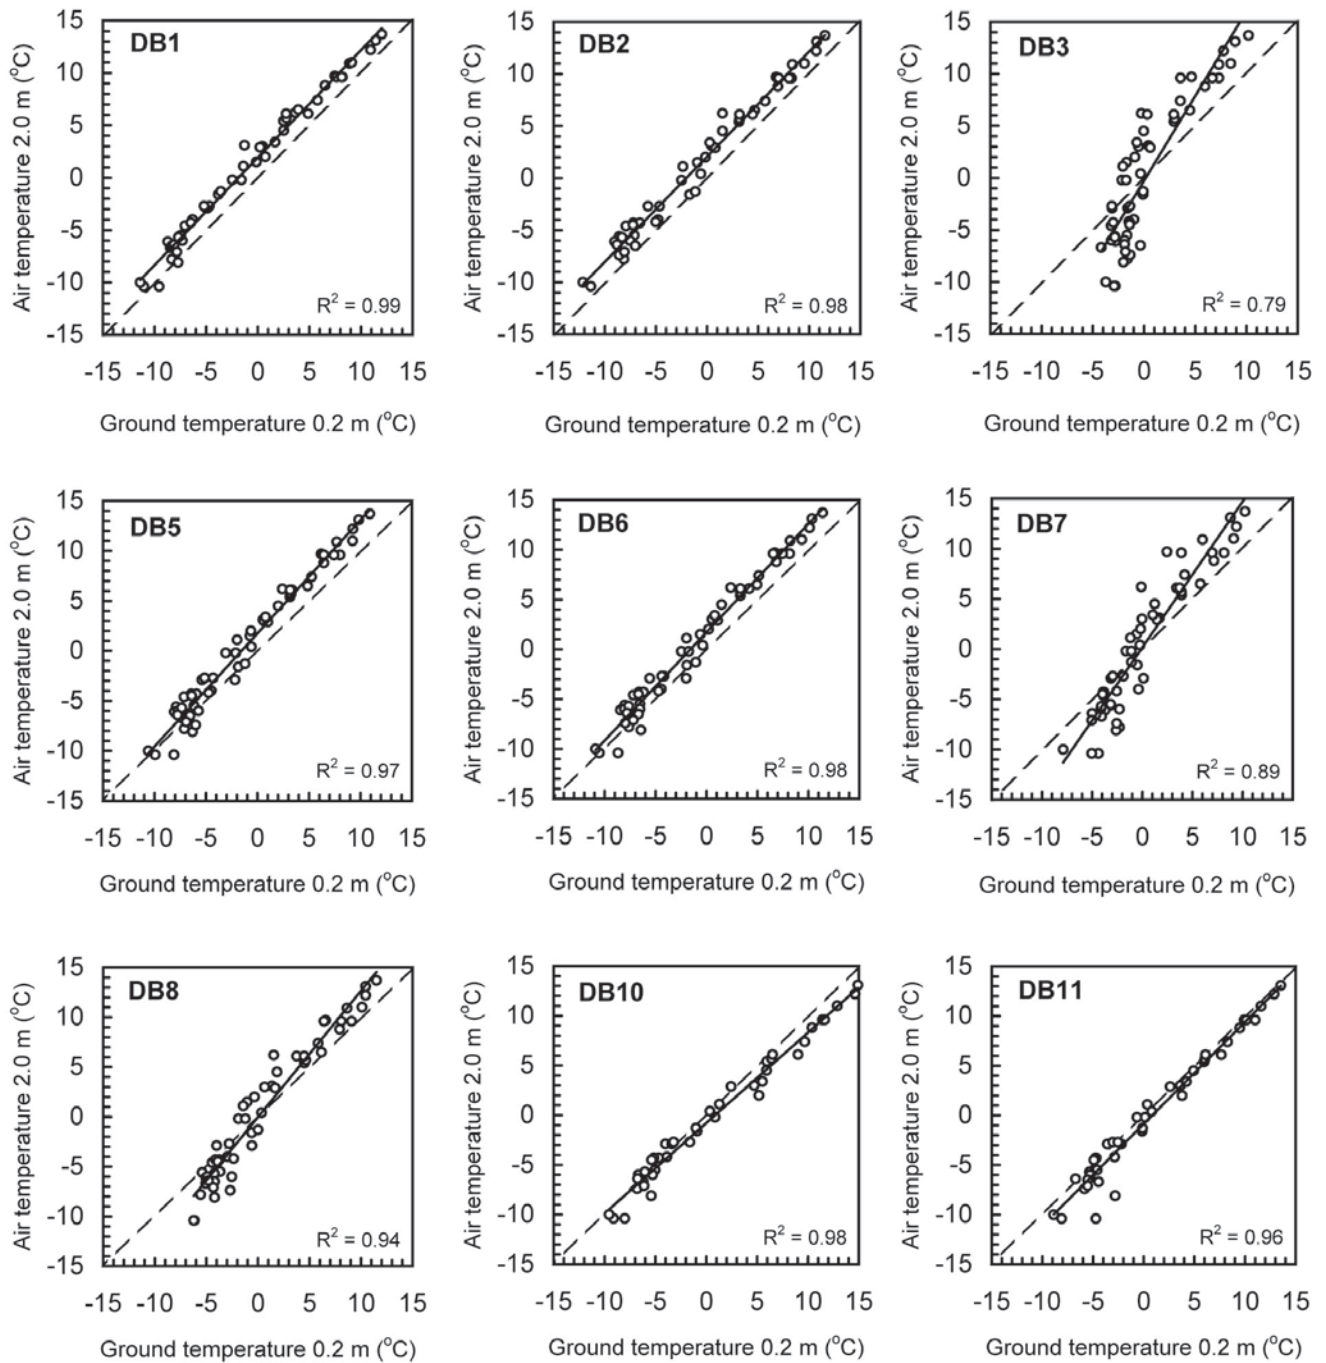 DB1
Air temperature 2.0 m (°C)
15
10
5
0
-5
-10
-15
R² = 0.99
-15 -10 -5 0 5 10 15
Ground temperature 0.2 m (°C)
DB2
Air temperature 2.0 m (°C)
15
10
5
0
-5
-10
-15
R² = 0.98
-15 -10 -5 0 5 10 15
Ground temperature 0.2 m (°C)
DB3
Air temperature 2.0 m (°C)
15
10
5
0
-5
-10
-15
R² = 0.79
-15 -10 -5 0 5 10 15
Ground temperature 0.2 m (°C)
DB5
Air temperature 2.0 m (°C)
15
10
5
0
-5
-10
-15
R² = 0.97
-15 -10 -5 0 5 10 15
Ground temperature 0.2 m (°C)
DB6
Air temperature 2.0 m (°C)
15
10
5
0
-5
-10
-15
R² = 0.98
-15 -10 -5 0 5 10 15
Ground temperature 0.2 m (°C)
DB7
Air temperature 2.0 m (°C)
15
10
5
0
-5
-10
-15
R² = 0.89
-15 -10 -5 0 5 10 15
Ground temperature 0.2 m (°C)
DB8
Air temperature 2.0 m (°C)
15
10
5
0
-5
-10
-15
R² = 0.94
-15 -10 -5 0 5 10 15
Ground temperature 0.2 m (°C)
DB10
Air temperature 2.0 m (°C)
15
10
5
0
-5
-10
-15
R² = 0.98
-15 -10 -5 0 5 10 15
Ground temperature 0.2 m (°C)
DB11
Air temperature 2.0 m (°C)
15
10
5
0
-5
-10
-15
R² = 0.96
-15 -10 -5 0 5 10 15
Ground temperature 0.2 m (°C)